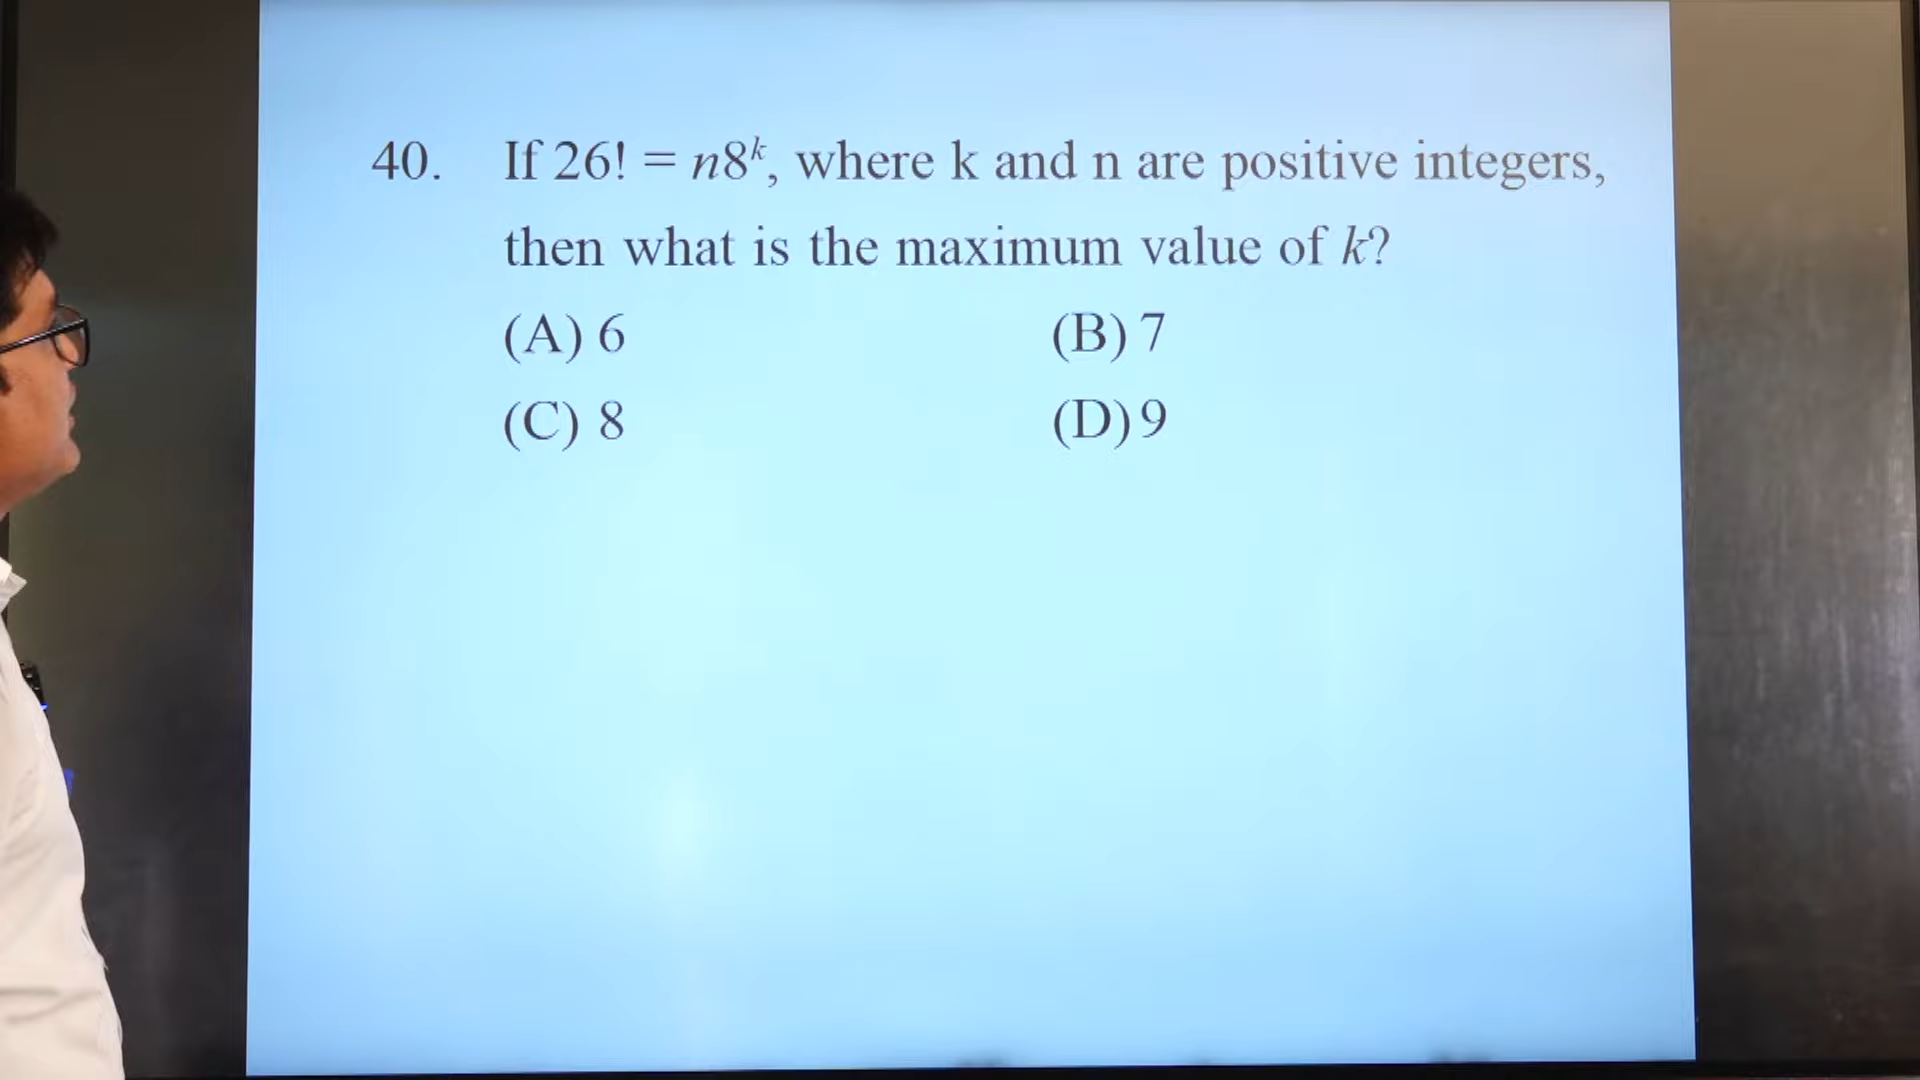 40. If 26! = n8ᵏ, where k and n are positive integers,
then what is the maximum value of k?
(A) 6 (B) 7
(C) 8 (D) 9